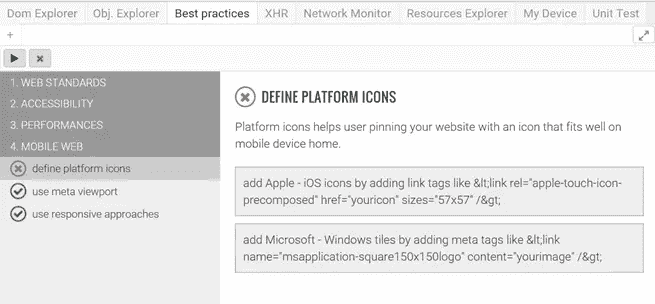 Dom Explorer Obj. Explorer Best practices XHR Network Monitor Resources Explorer My Device Unit Test
+
1. WEB STANDARDS
2. ACCESSIBILITY
3. PERFORMANCES
4. MOBILE WEB
define platform icons
use meta viewport
use responsive approaches
DEFINE PLATFORM ICONS
Platform icons helps user pinning your website with an icon that fits well on
mobile device home.
add Apple - iOS icons by adding link tags like &lt;link rel="apple-touch-icon-
precomposed" href="youricon" sizes="57x57" /&gt;
add Microsoft - Windows tiles by adding meta tags like &lt;link
name="msapplication-square150x150logo" content="yourimage" /&gt;